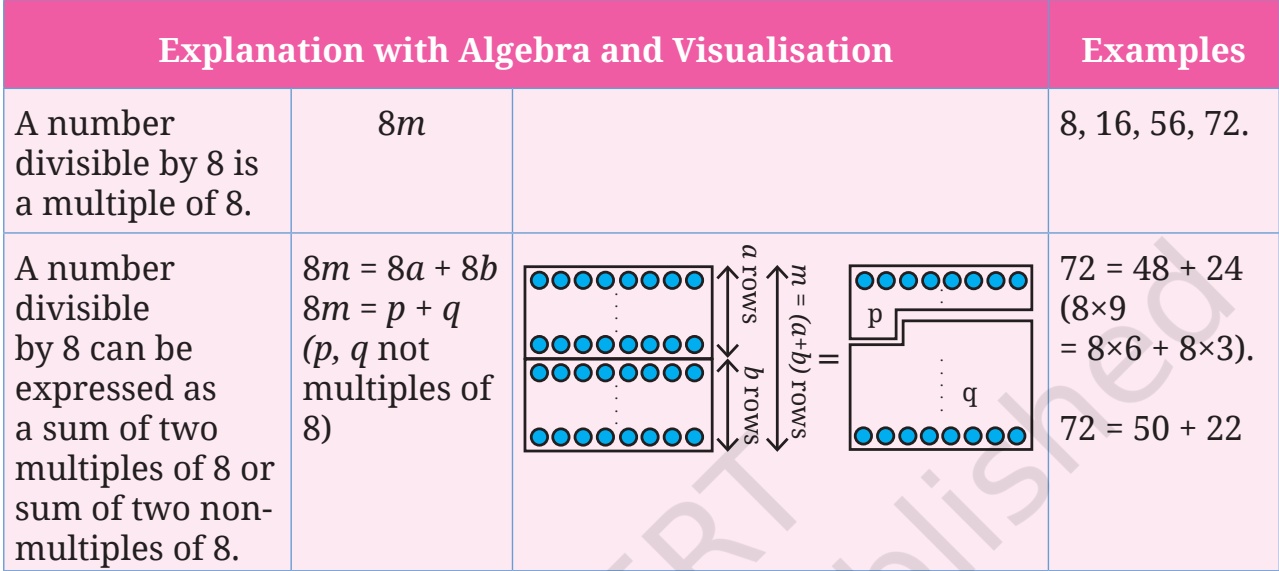 Explanation with Algebra and Visualisation
Examples
A number
divisible by 8 is
a multiple of 8.
8m
8, 16, 56, 72.
A number
divisible
by 8 can be
expressed as
a sum of two
multiples of 8 or
sum of two non-
multiples of 8.
8m = 8a + 8b
8m = p + q
(p, q not
multiples of
8)
a rows
b rows
m = (a+b) rows
=
p
q
72 = 48 + 24
(8×9
= 8×6 + 8×3).
72 = 50 + 22